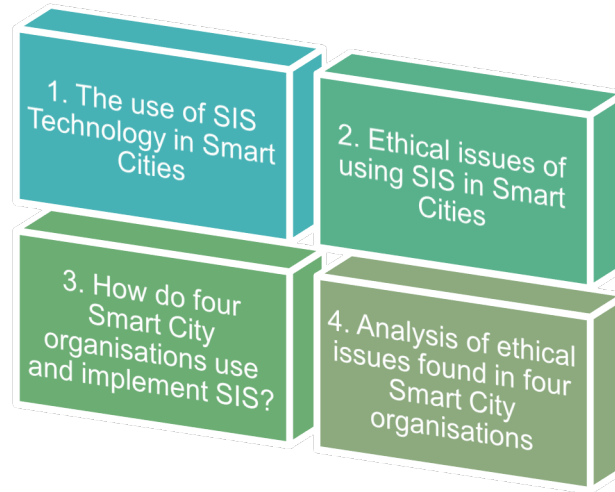 1. The use of SIS
Technology in Smart
Cities
2. Ethical issues of
using SIS in Smart
Cities
3. How do four
Smart City
organisations use
and implement SIS?
4. Analysis of ethical
issues found in four
Smart City
organisations